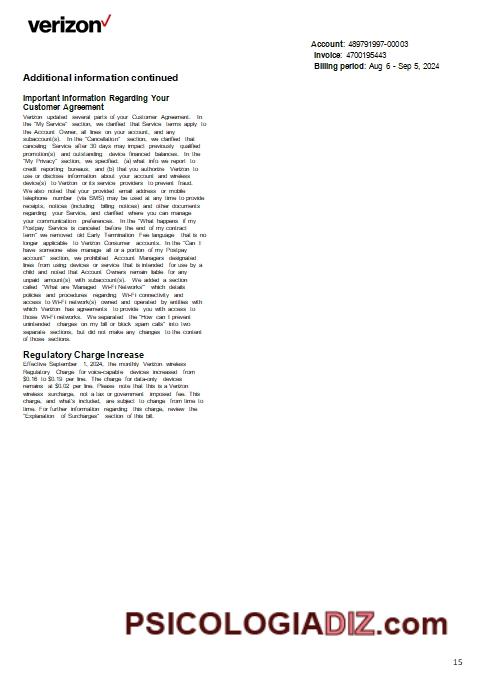 verizon
Account: 489791997-00003
Invoice: 4700195443
Billing period: Aug 6 - Sep 5, 2024
Additional information continued
Important Information Regarding Your
Customer Agreement
Verizon updated several parts of your Customer Agreement. In
the "My Service" section, we clarified that Service terms apply to
the Account Owner, all lines on your account, and any
subaccount(s). In the "Cancellation" section, we clarified that
canceling Service after 30 days may impact previously qualified
promotion(s) and outstanding device financed balances. In the
"My Privacy" section, we specified, (a) what info we report to
credit reporting bureaus, and (b) that you authorize Verizon to
use or disclose information about your account and wireless
device(s) to Verizon or its service providers to prevent fraud.
We also noted that your provided email address or mobile
telephone number (via SMS) may be used at any time to provide
receipts, notices (including billing notices) and other documents
regarding your Service, and clarified where you can manage
your communication preferences. In the "What happens if my
Postpay Service is canceled before the end of my contract
term" we removed old Early Termination Fee language that is no
longer applicable to Verizon Consumer accounts. In the "Can I
have someone else manage all or a portion of my Postpay
account" section, we prohibited Account Managers designated
lines from using devices or service that is intended for use by a
child and noted that Account Owners remain liable for any
unpaid amount(s) with subaccount(s). We added a section
called "What are 'Managed Wi-Fi Networks'" which details
policies and procedures regarding Wi-Fi connectivity and
access to Wi-Fi network(s) owned and operated by entities with
which Verizon has agreements to provide you with access to
those Wi-Fi networks. We separated the "How can I prevent
unintended charges on my bill or block spam calls" into two
separate sections, but did not make any changes to the content
of those sections.
Regulatory Charge Increase
Effective September 1, 2024, the monthly Verizon wireless
Regulatory Charge for voice-capable devices increased from
$0.16 to $0.19 per line. The charge for data-only devices
remains at $0.02 per line. Please note that this is a Verizon
wireless surcharge, not a tax or government imposed fee. This
charge, and what's included, are subject to change from time to
time. For further information regarding this charge, review the
"Explanation of Surcharges" section of this bill.
PSICOLOGIADIZ.com
15